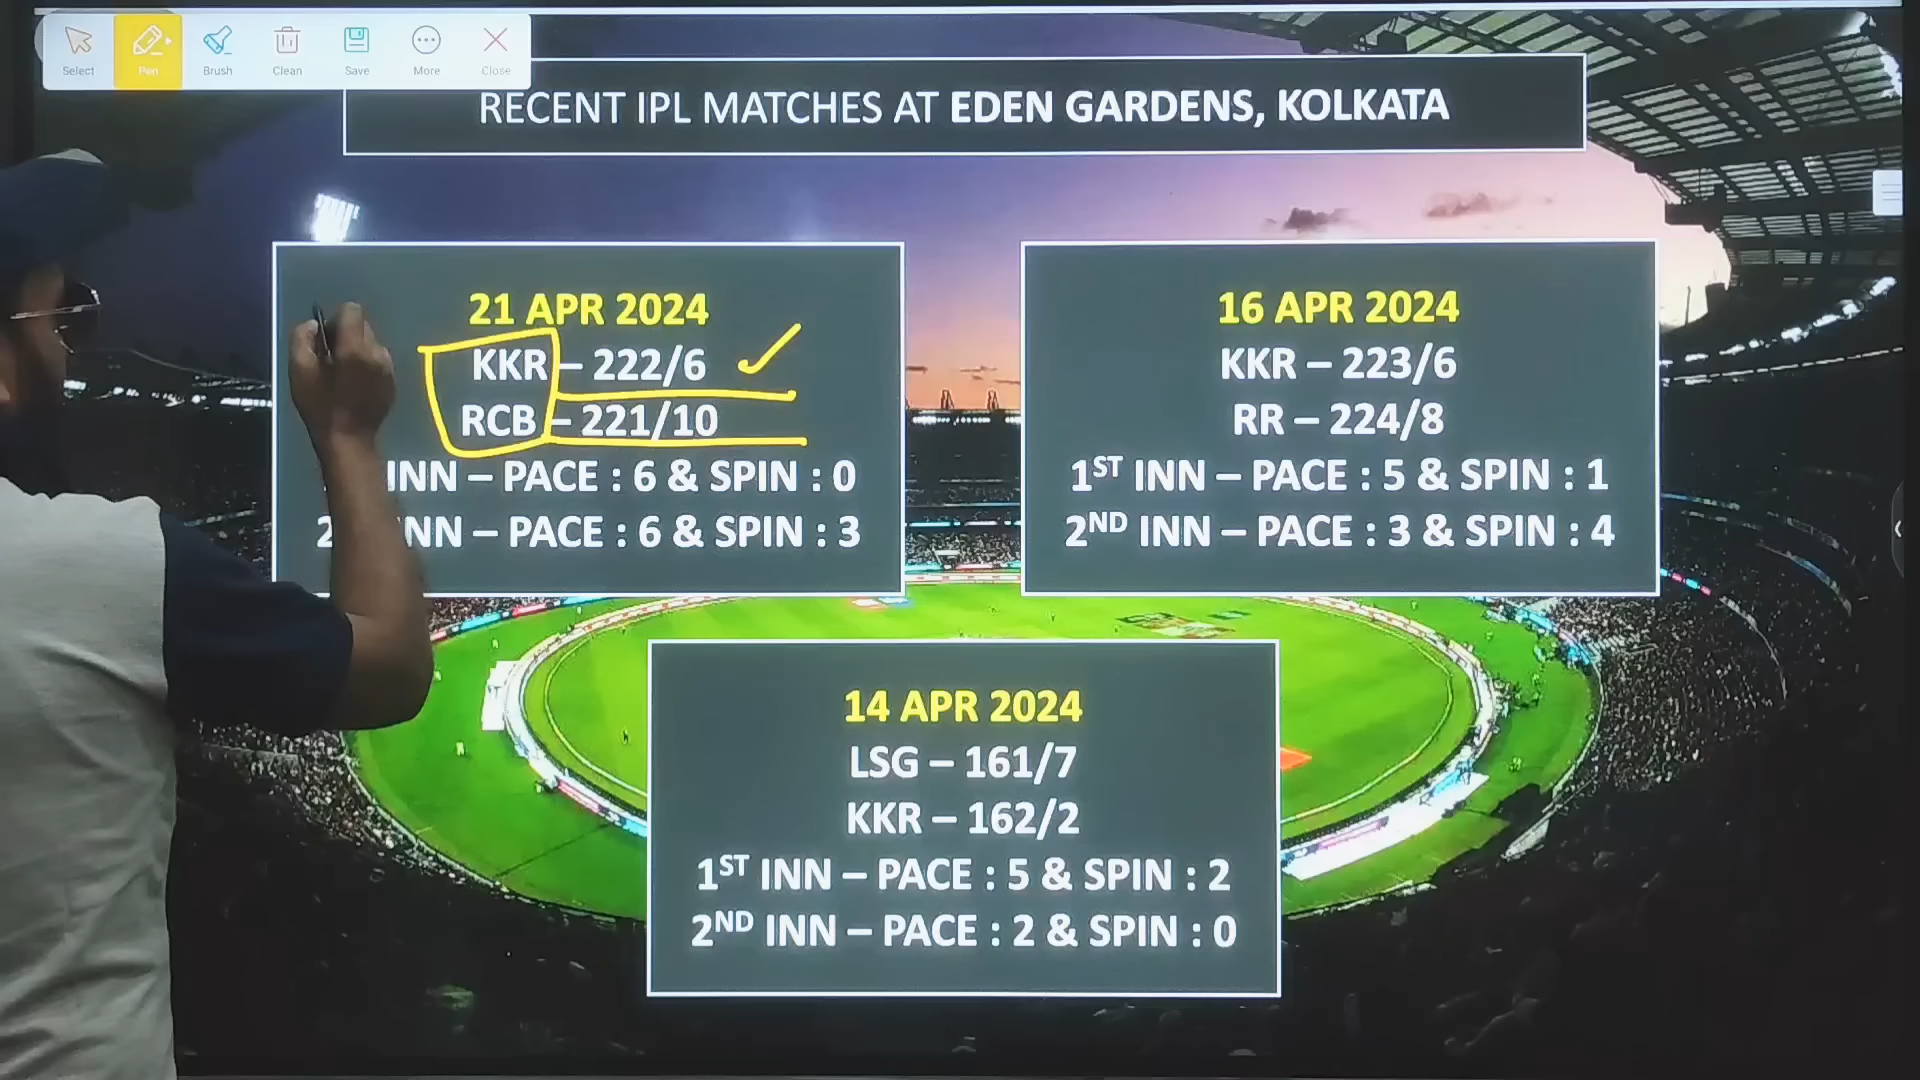 Select Pen Brush Clean Save More Close
RECENT IPL MATCHES AT EDEN GARDENS, KOLKATA
21 APR 2024
KKR – 222/6
RCB – 221/10
INN – PACE : 6 & SPIN : 0
2 NN – PACE : 6 & SPIN : 3
16 APR 2024
KKR – 223/6
RR – 224/8
1ST INN – PACE : 5 & SPIN : 1
2ND INN – PACE : 3 & SPIN : 4
14 APR 2024
LSG – 161/7
KKR – 162/2
1ST INN – PACE : 5 & SPIN : 2
2ND INN – PACE : 2 & SPIN : 0